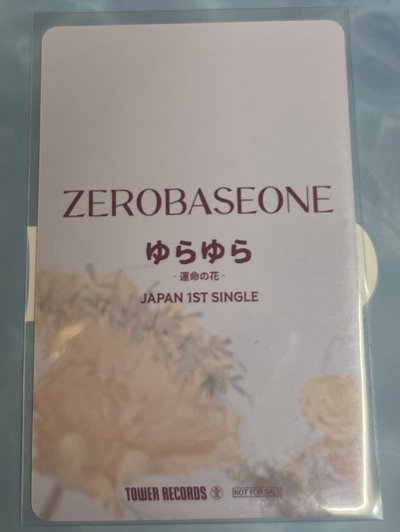 ZEROBASEONE
ゆらゆら
- 運命の花 -
JAPAN 1ST SINGLE
TOWER RECORDS NOT FOR SALE